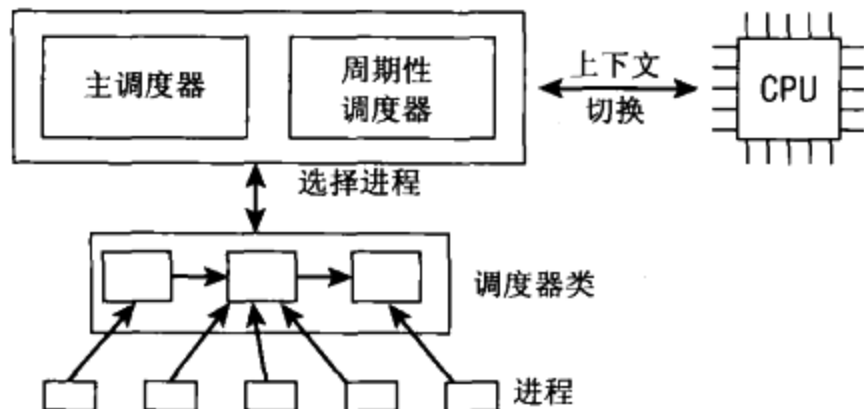 主调度器
周期性
调度器
上下文
切换
CPU
选择进程
调度器类
进程